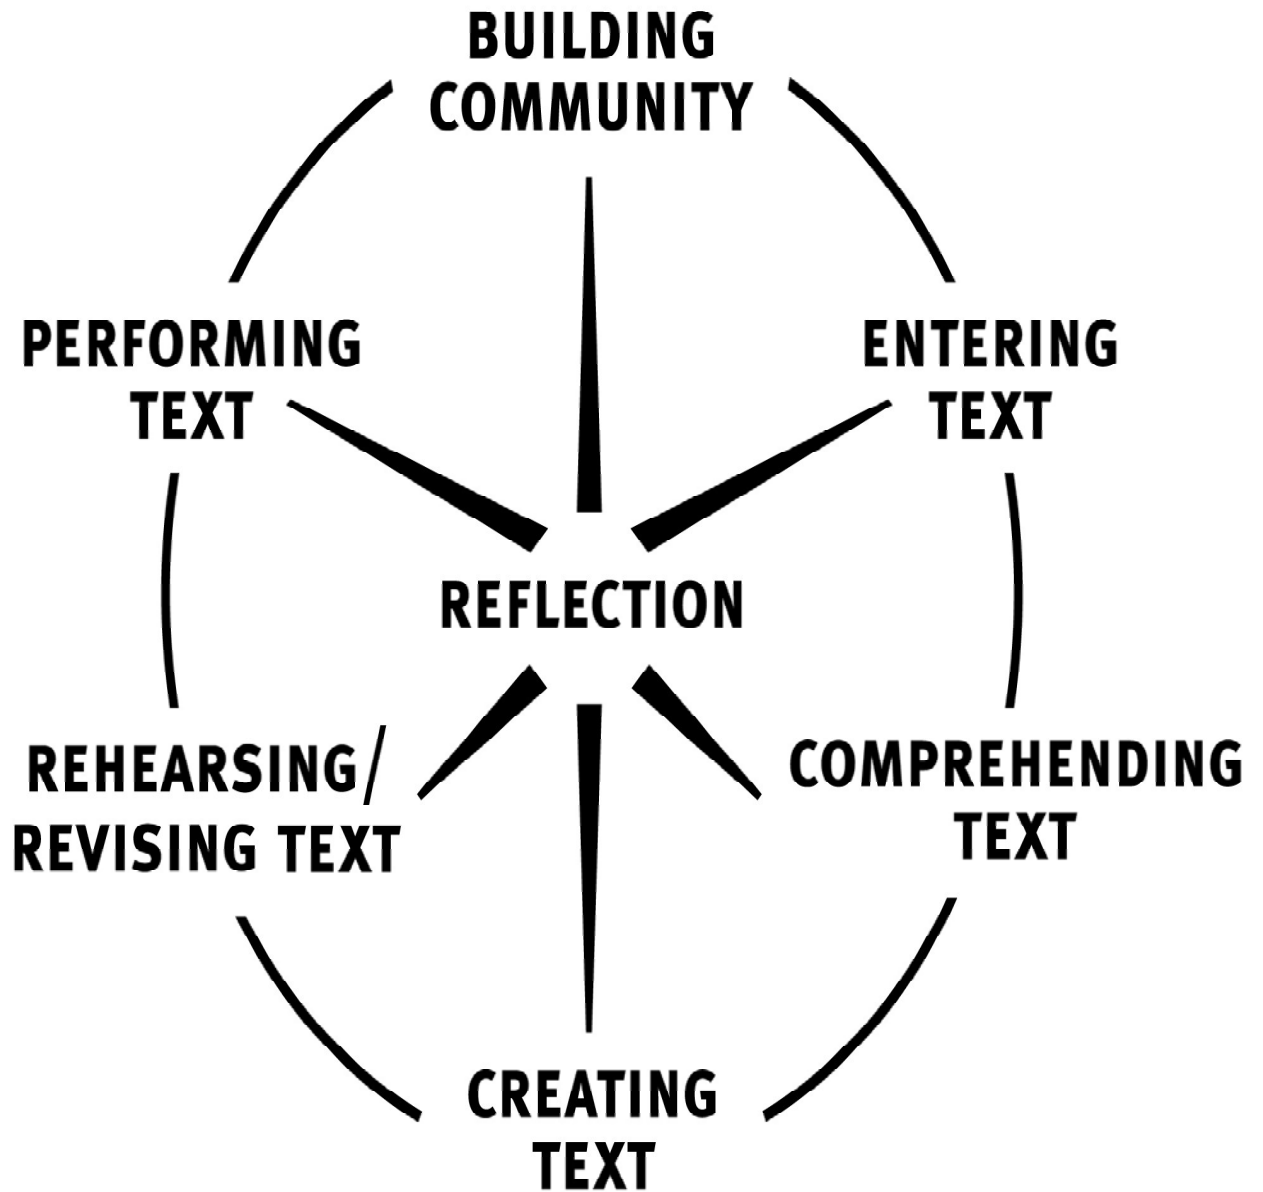 BUILDING
COMMUNITY
PERFORMING
TEXT
ENTERING
TEXT
REFLECTION
REHEARSING/
REVISING TEXT
COMPREHENDING
TEXT
CREATING
TEXT